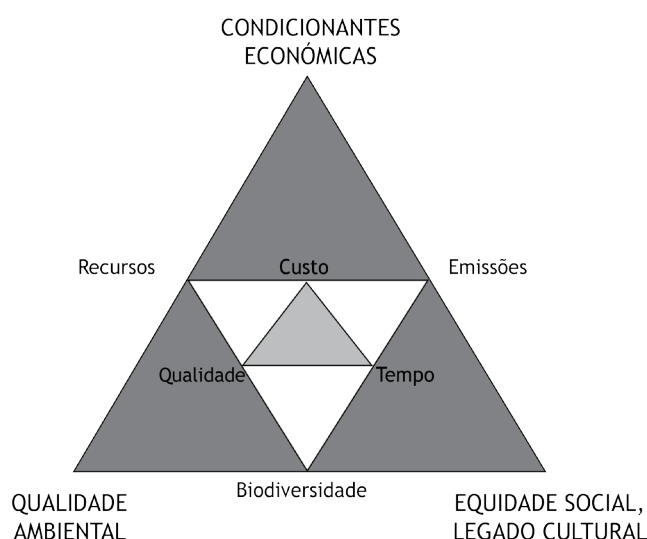 CONDICIONANTES
ECONÓMICAS
Recursos
Custo
Emissões
Qualidade
Tempo
Biodiversidade
QUALIDADE
AMBIENTAL
EQUIDADE SOCIAL,
LEGADO CULTURAL